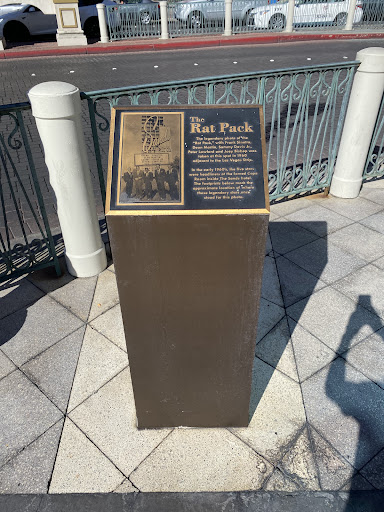 The
Rat Pack
The legendary photo of the
"Rat Pack," with Frank Sinatra,
Dean Martin, Sammy Davis Jr.,
Peter Lawford and Joey Bishop was
taken at this spot in 1960
adjacent to the Las Vegas Strip.
In the early 1960's, the five stars
were headliners at the famed Copa
Room inside The Sands Hotel.
The footprints below mark the
approximate location of where
these legendary stars once
stood for this photo.